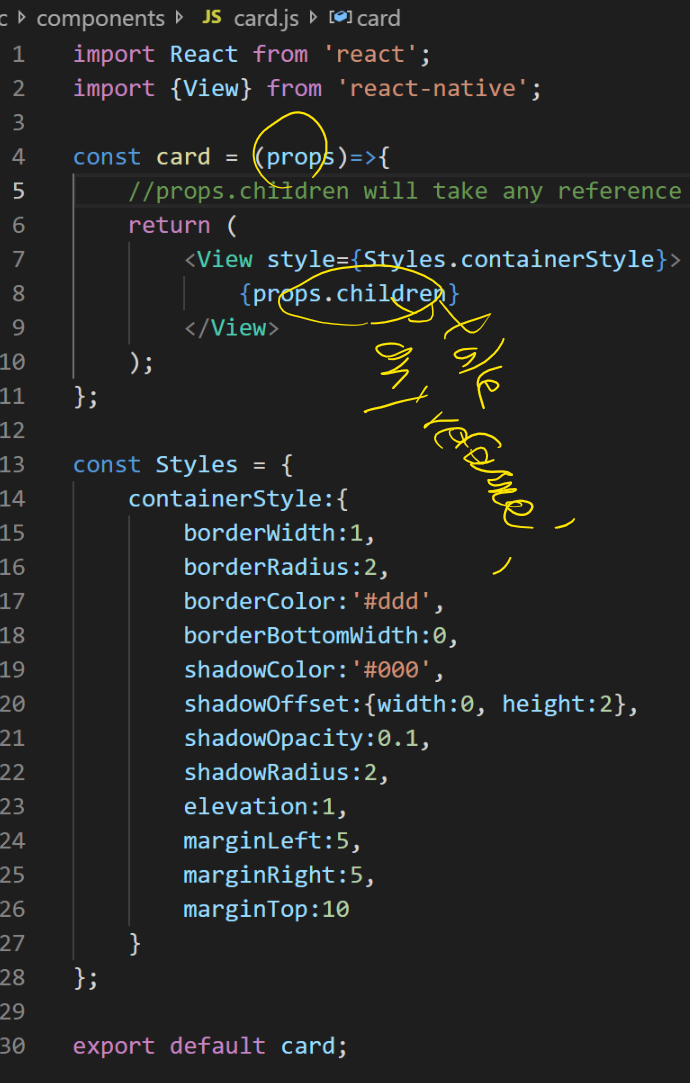 c > components > JS card.js > card
1 import React from 'react';
2 import {View} from 'react-native';
3
4 const card = (props)=>{
5 //props.children will take any reference
6 return (
7 <View style={Styles.containerStyle}>
8 {props.children}
9 </View>
10 );
11 };
12
13 const Styles = {
14 containerStyle:{
15 borderWidth:1,
16 borderRadius:2,
17 borderColor:'#ddd',
18 borderBottomWidth:0,
19 shadowColor:'#000',
20 shadowOffset:{width:0, height:2},
21 shadowOpacity:0.1,
22 shadowRadius:2,
23 elevation:1,
24 marginLeft:5,
25 marginRight:5,
26 marginTop:10
27 }
28 };
29
30 export default card;
take